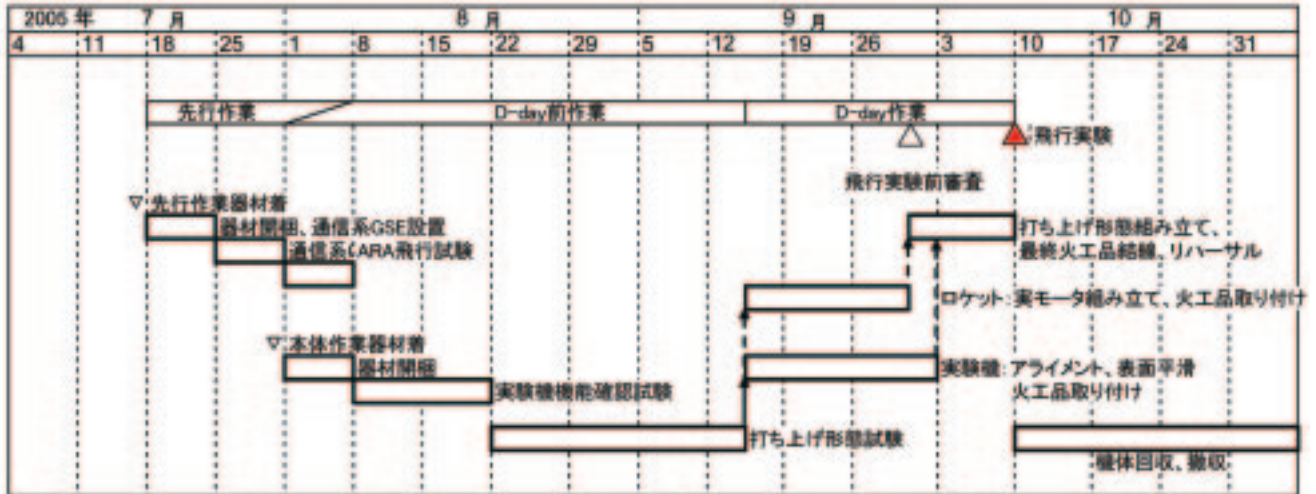 2005 年 7 月 8 月 9 月 10 月
4 11 18 25 1 8 15 22 29 5 12 19 26 3 10 17 24 31
先行作業 D-day前作業 D-day作業
飛行実験
飛行実験前審査
▽先行作業器材着
器材開梱、通信系GSE設置
打ち上げ形態組み立て、
通信系CARA飛行試験
最終火工品結線、リハーサル
ロケット:実モータ組み立て、火工品取り付け
▽本体作業器材着
器材開梱
実験機:アライメント、表面平滑
実験機機能確認試験
火工品取り付け
打ち上げ形態試験
機体回収、撤収